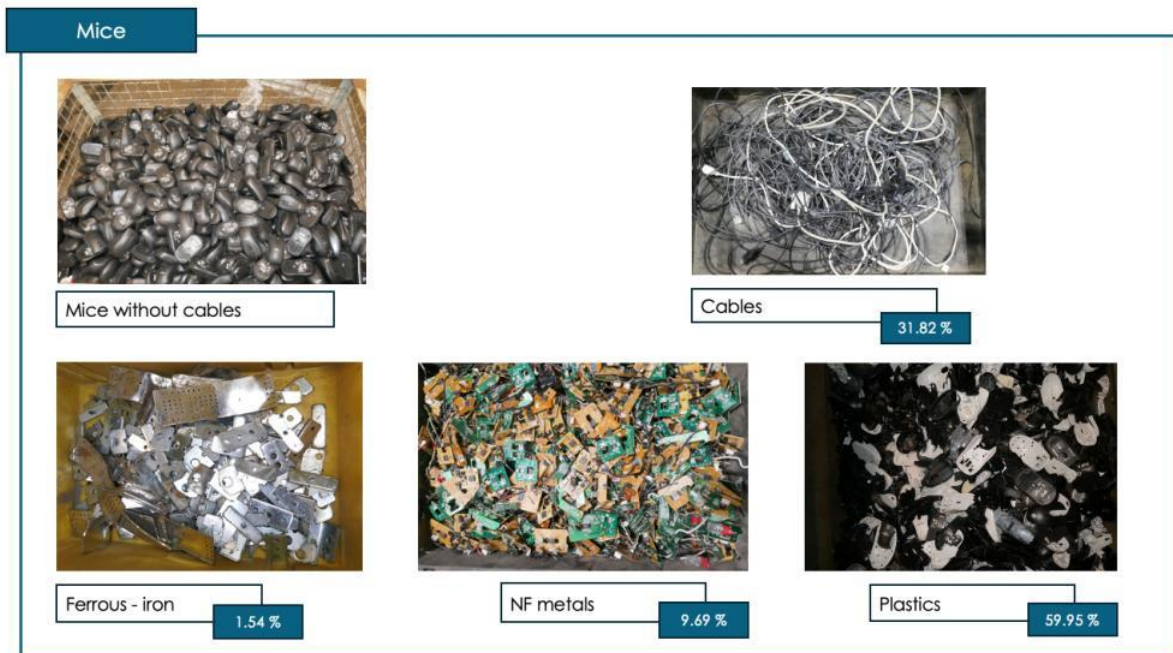 Mice
Mice without cables
Cables
31.82 %
Ferrous - iron
1.54 %
NF metals
9.69 %
Plastics
59.95 %